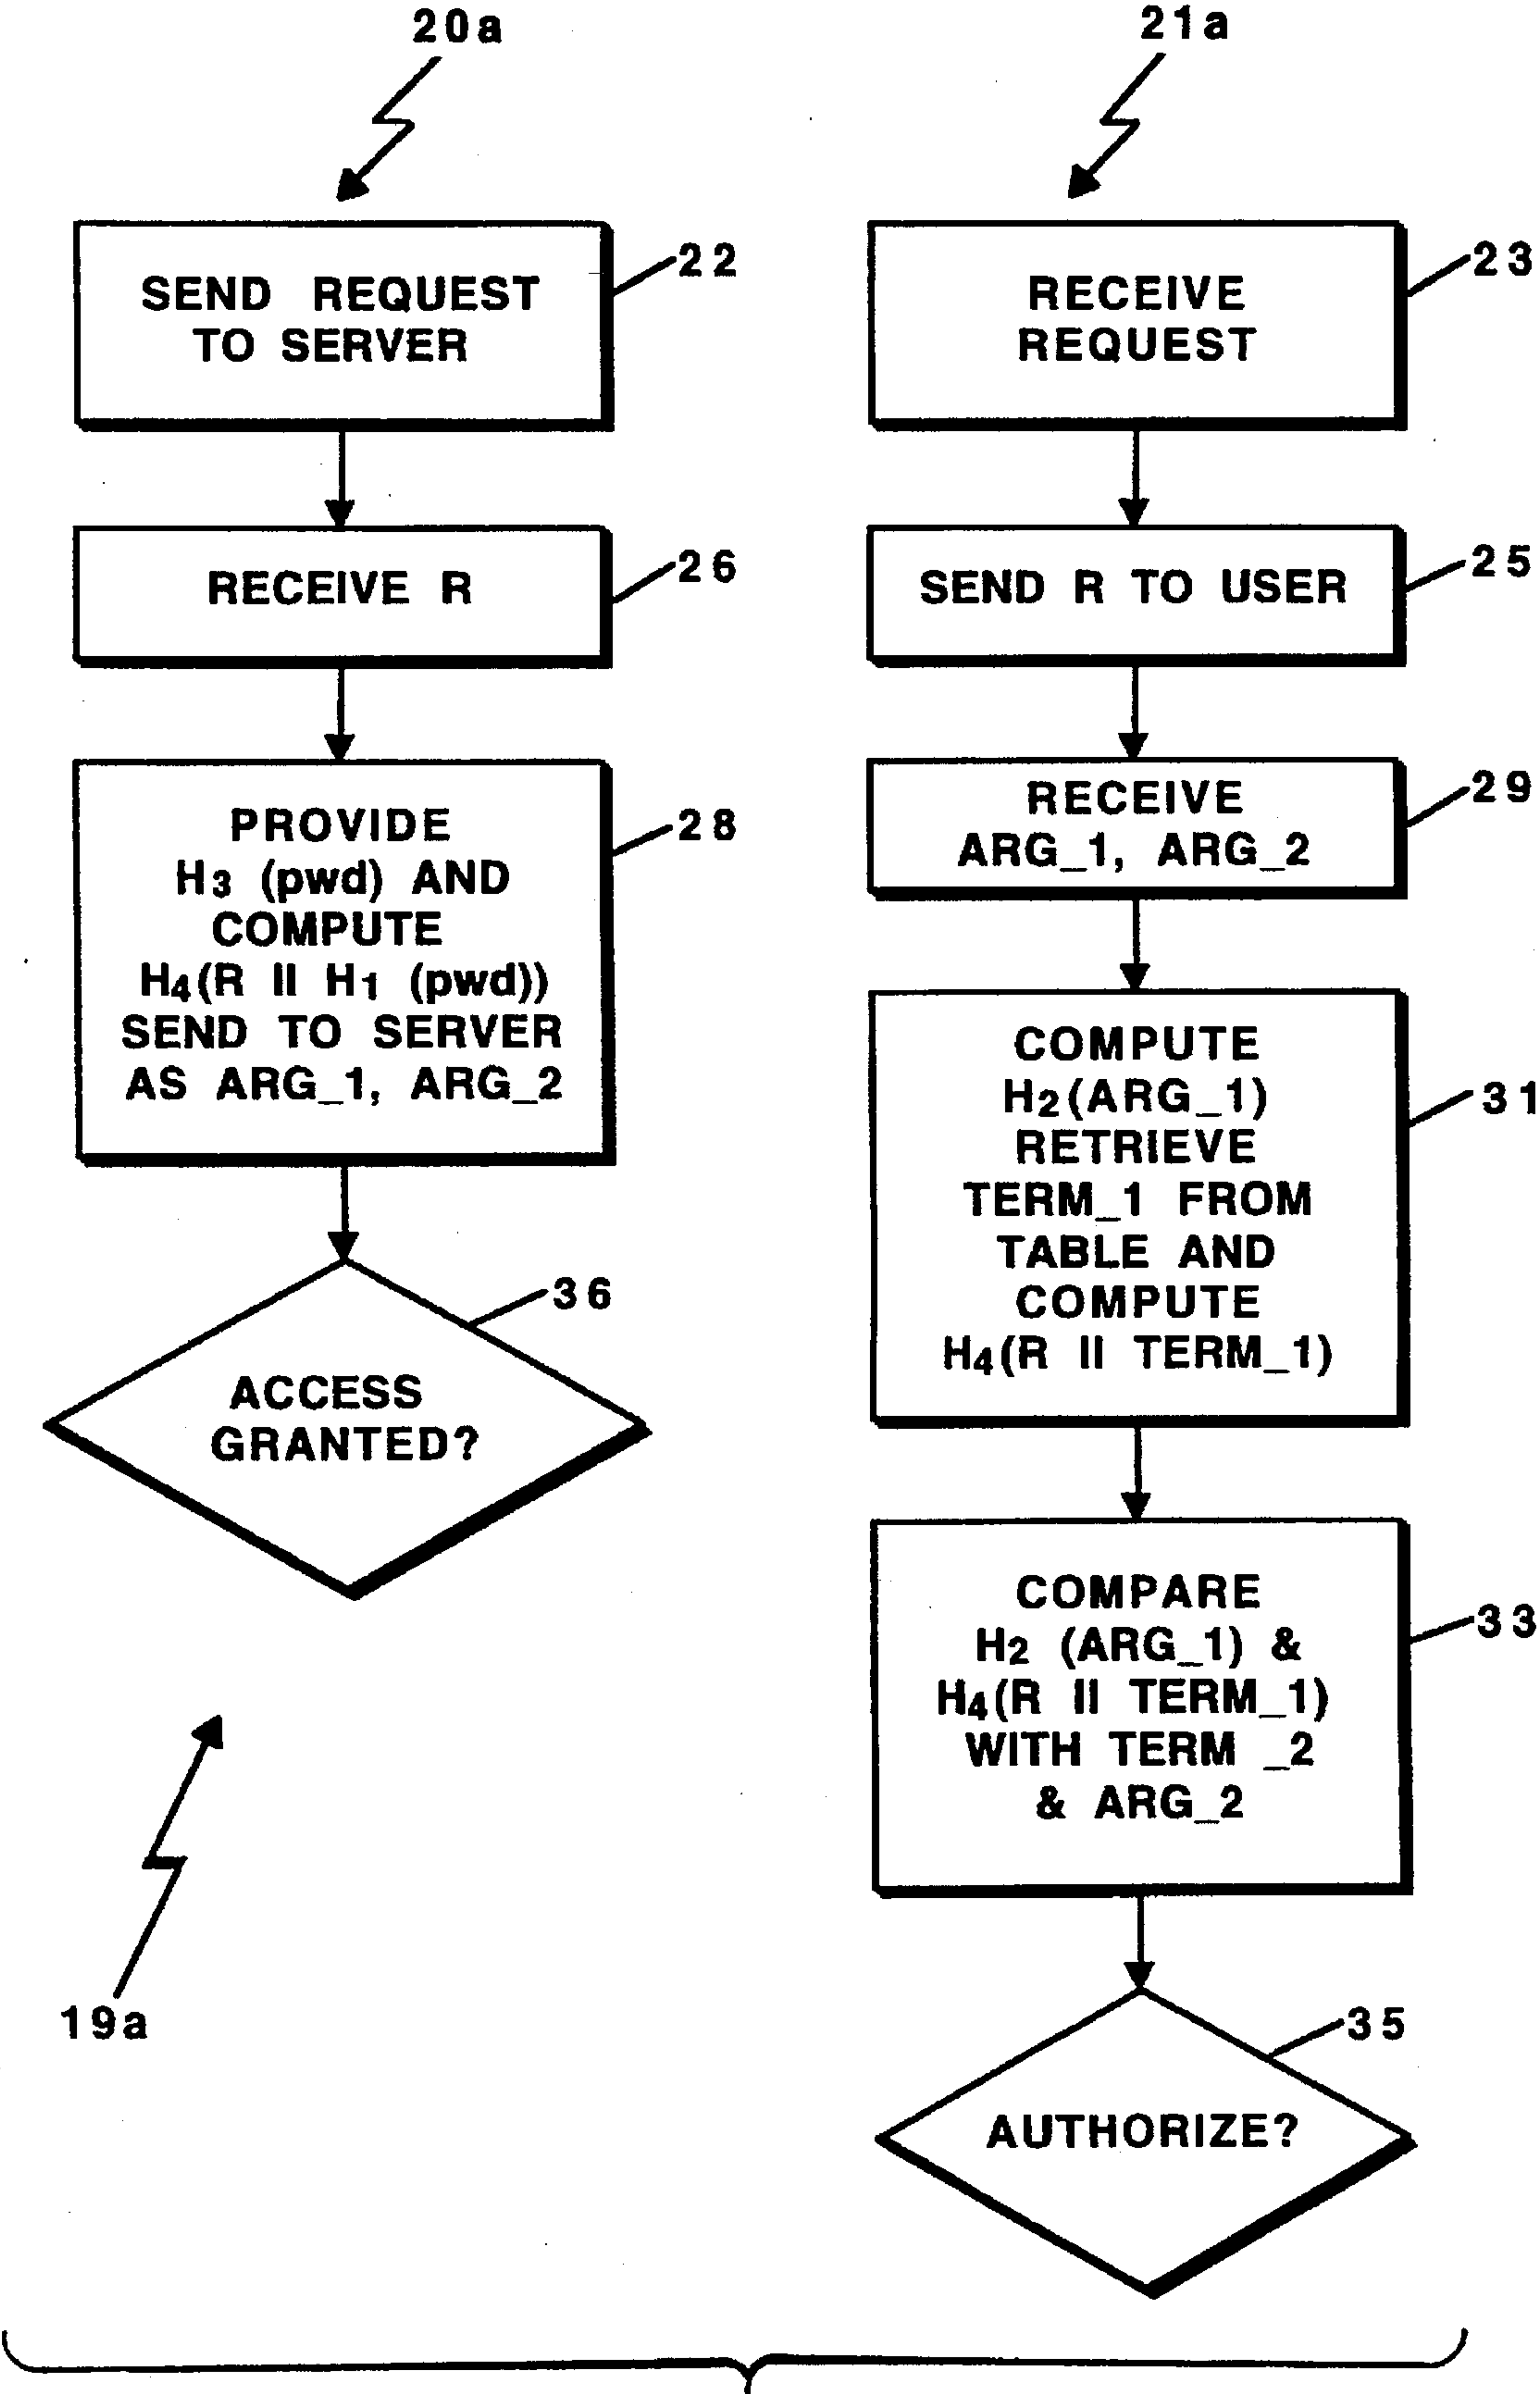 20a
22
SEND REQUEST
TO SERVER
26
RECEIVE R
28
PROVIDE
H3 (pwd) AND
COMPUTE
H4(R II H1 (pwd))
SEND TO SERVER
AS ARG_1, ARG_2
36
ACCESS
GRANTED?
19a
21a
23
RECEIVE
REQUEST
25
SEND R TO USER
29
RECEIVE
ARG_1, ARG_2
31
COMPUTE
H2(ARG_1)
RETRIEVE
TERM_1 FROM
TABLE AND
COMPUTE
H4(R II TERM_1)
33
COMPARE
H2 (ARG_1) &
H4(R II TERM_1)
WITH TERM _2
& ARG_2
35
AUTHORIZE?